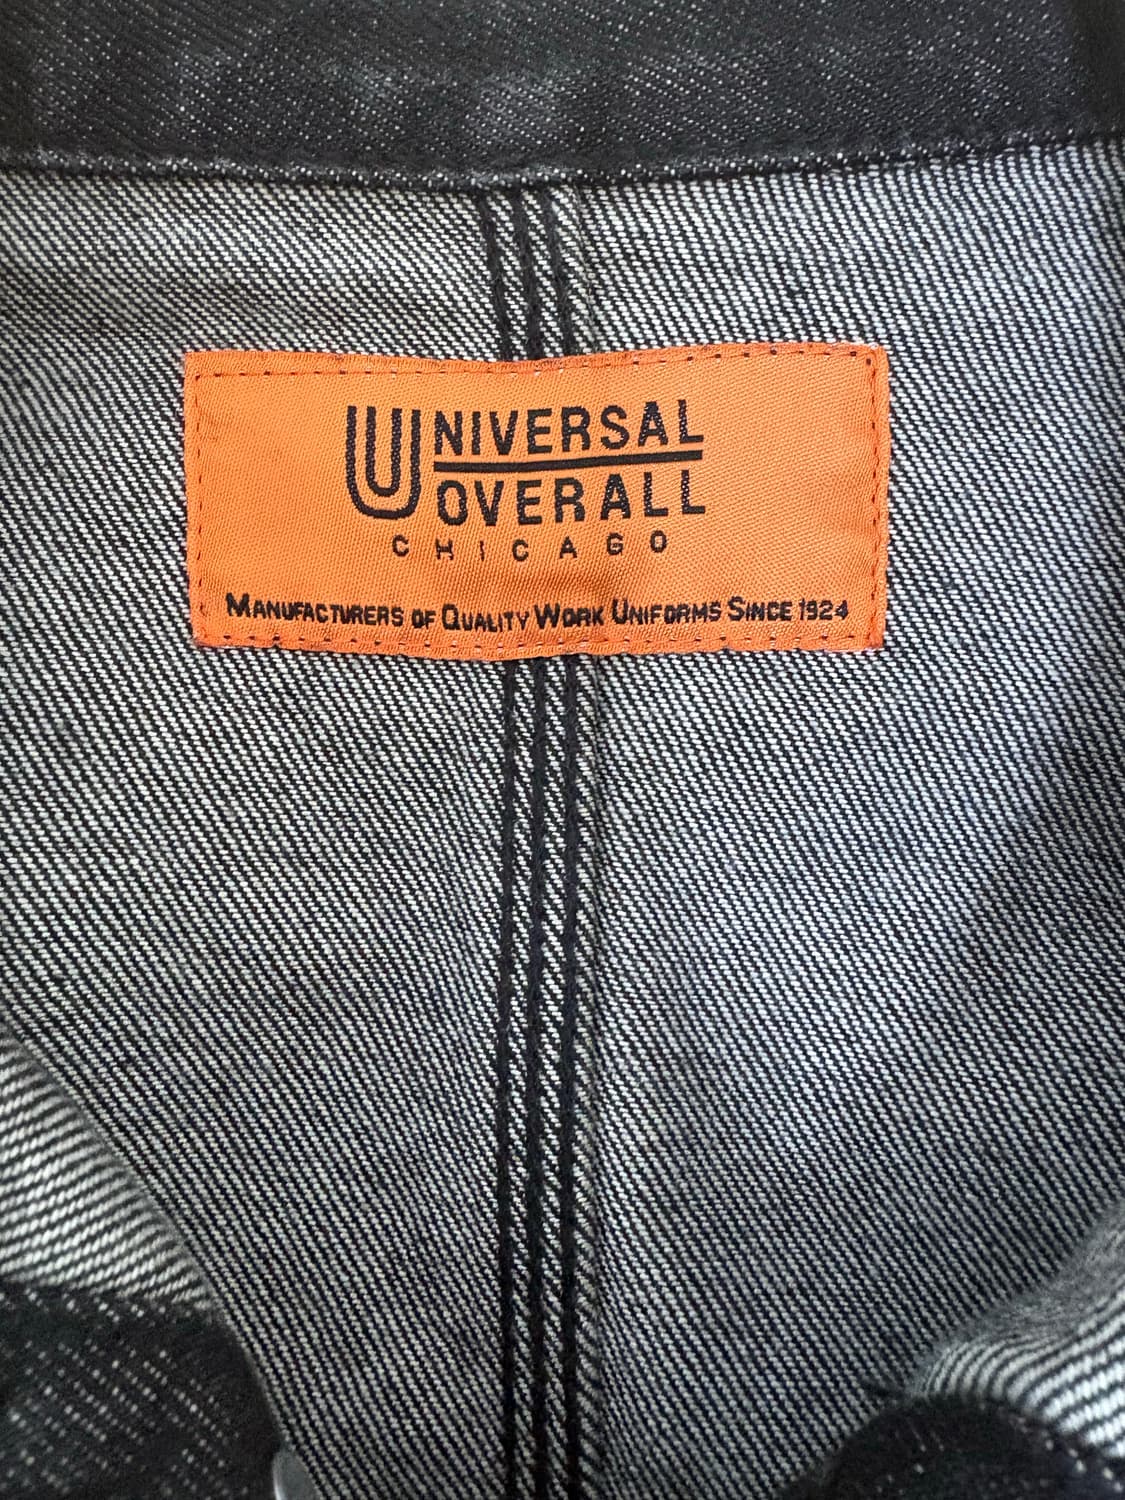 UNIVERSAL
OVERALL
CHICAGO
MANUFACTURERS OF QUALITY WORK UNIFORMS SINCE 1924